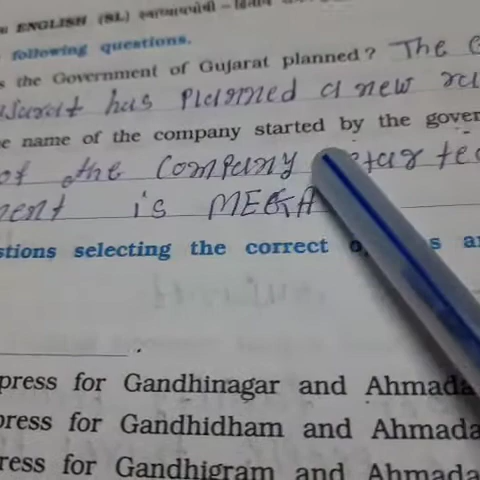 ENGLISH (SL) સ્વાધ્યાયપોથી
following questions.
s the Government of Gujarat planned? The
has planned a new
e name of the company started by the gover
of the company
ment is MEGA
stions selecting the correct
press for Gandhinagar and Ahmada
press for Gandhidham and Ahmada
ress for Gandhigram and Ahmada